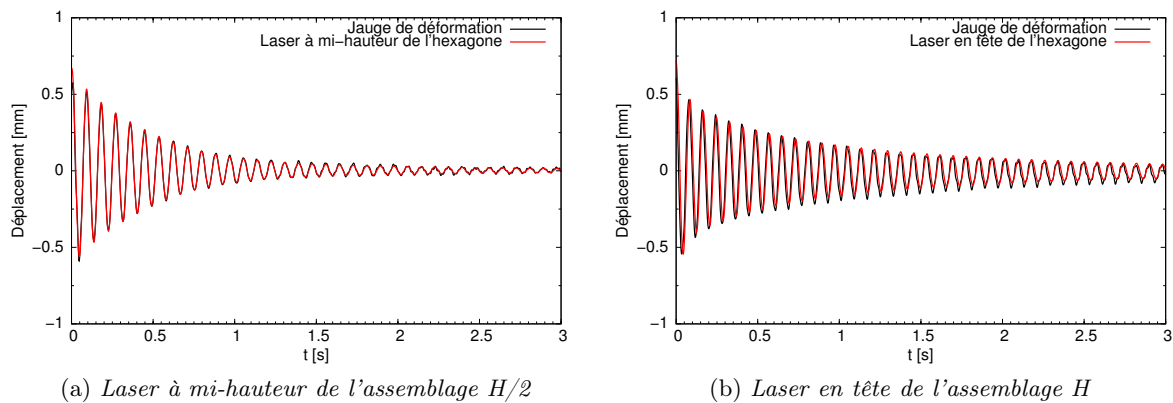 1
0.5
0
−0.5
−1
Déplacement [mm]
0 0.5 1 1.5 2 2.5 3
t [s]
Jauge de déformation
Laser à mi−hauteur de l'hexagone
(a) Laser à mi-hauteur de l'assemblage H/2
1
0.5
0
−0.5
−1
Déplacement [mm]
0 0.5 1 1.5 2 2.5 3
t [s]
Jauge de déformation
Laser en tête de l'hexagone
(b) Laser en tête de l'assemblage H